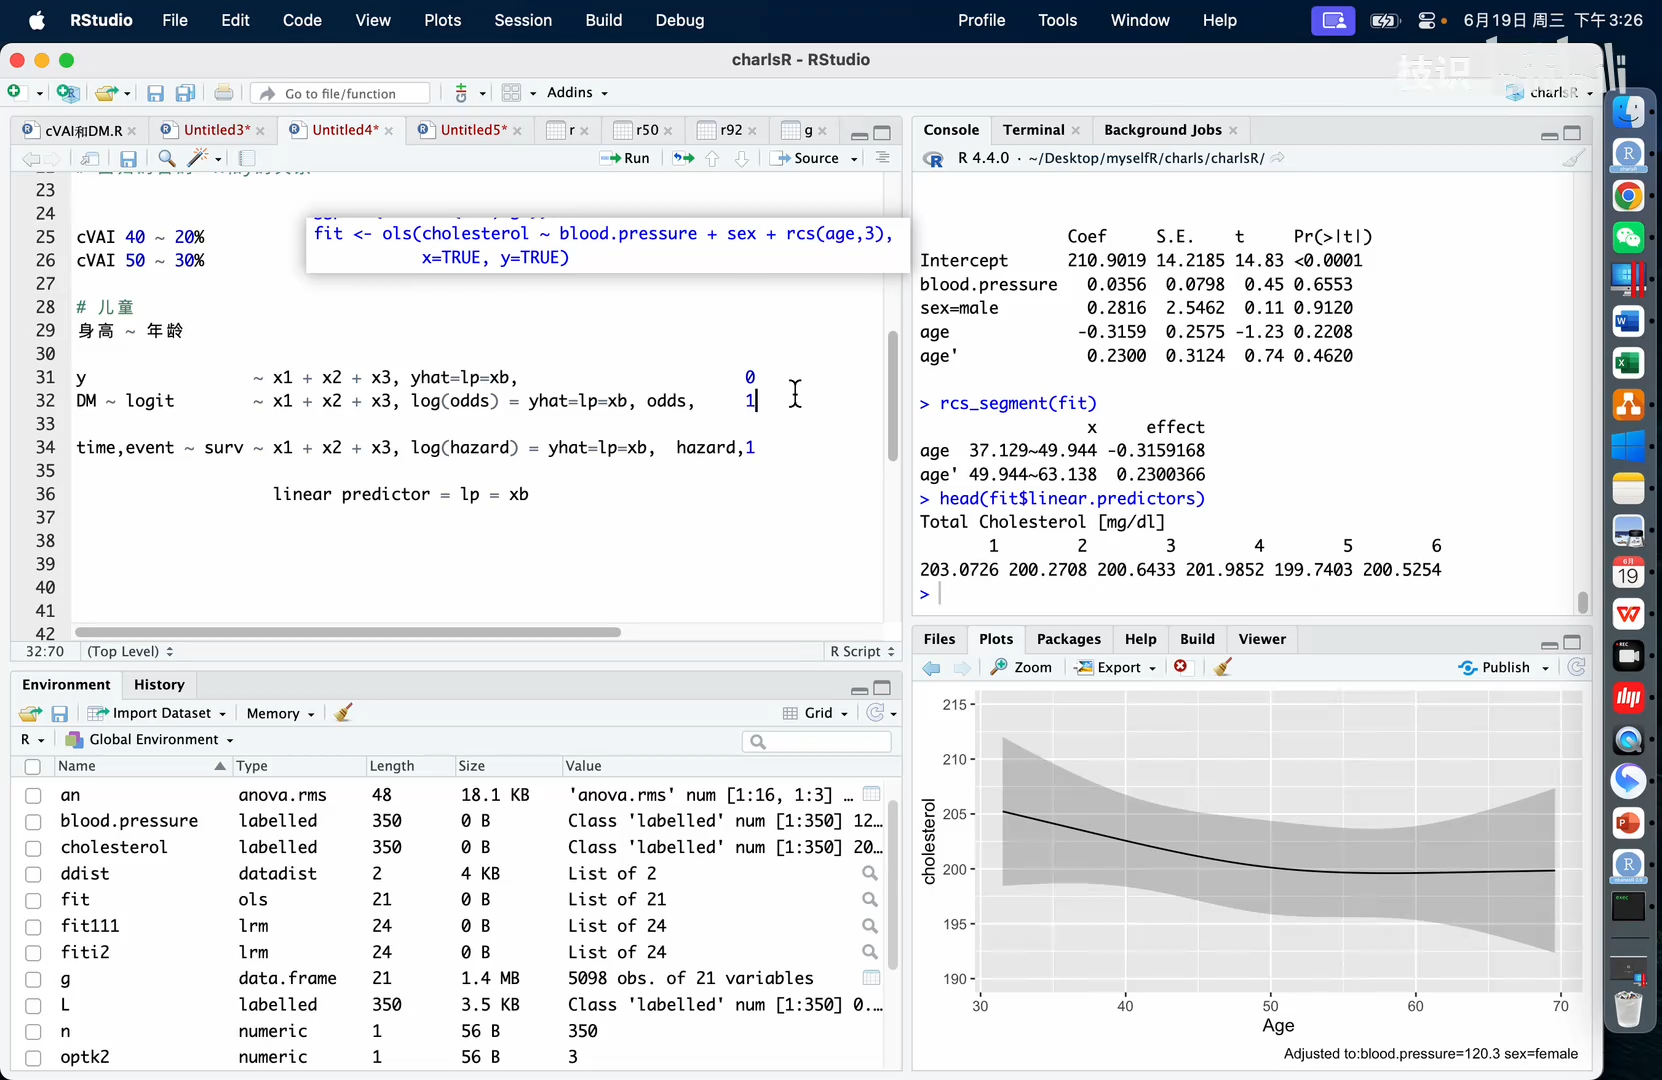 RStudio File Edit Code View Plots Session Build Debug Profile Tools Window Help 6月19日 周三 下午3:26
charlsR - RStudio
枝识 bilibili
Go to file/function Addins charlsR
cVAI和DM.R Untitled3* Untitled4* Untitled5* r r50 r92 g
Run Source
23
24
25 cVAI 40 ~ 20%
26 cVAI 50 ~ 30%
27
28 # 儿童
29 身高 ~ 年龄
30
31 y ~ x1 + x2 + x3, yhat=lp=xb, 0
32 DM ~ logit ~ x1 + x2 + x3, log(odds) = yhat=lp=xb, odds, 1
33
34 time,event ~ surv ~ x1 + x2 + x3, log(hazard) = yhat=lp=xb, hazard,1
35
36 linear predictor = lp = xb
37
38
39
40
41
42
fit <- ols(cholesterol ~ blood.pressure + sex + rcs(age,3),
x=TRUE, y=TRUE)
32:70 (Top Level) R Script
Console Terminal Background Jobs
R 4.4.0 · ~/Desktop/myselfR/charls/charlsR/
Coef S.E. t Pr(>|t|)
Intercept 210.9019 14.2185 14.83 <0.0001
blood.pressure 0.0356 0.0798 0.45 0.6553
sex=male 0.2816 2.5462 0.11 0.9120
age -0.3159 0.2575 -1.23 0.2208
age' 0.2300 0.3124 0.74 0.4620
> rcs_segment(fit)
x effect
age 37.129~49.944 -0.3159168
age' 49.944~63.138 0.2300366
> head(fit$linear.predictors)
Total Cholesterol [mg/dl]
1 2 3 4 5 6
203.0726 200.2708 200.6433 201.9852 199.7403 200.5254
>
Environment History
Import Dataset Memory Grid
R Global Environment
Name Type Length Size Value
an anova.rms 48 18.1 KB 'anova.rms' num [1:16, 1:3] …
blood.pressure labelled 350 0 B Class 'labelled' num [1:350] 12…
cholesterol labelled 350 0 B Class 'labelled' num [1:350] 20…
ddist datadist 2 4 KB List of 2
fit ols 21 0 B List of 21
fit111 lrm 24 0 B List of 24
fiti2 lrm 24 0 B List of 24
g data.frame 21 1.4 MB 5098 obs. of 21 variables
L labelled 350 3.5 KB Class 'labelled' num [1:350] 0.…
n numeric 1 56 B 350
optk2 numeric 1 56 B 3
Files Plots Packages Help Build Viewer
Zoom Export Publish
215
210
205
200
195
190
cholesterol
30 40 50 60 70
Age
Adjusted to:blood.pressure=120.3 sex=female